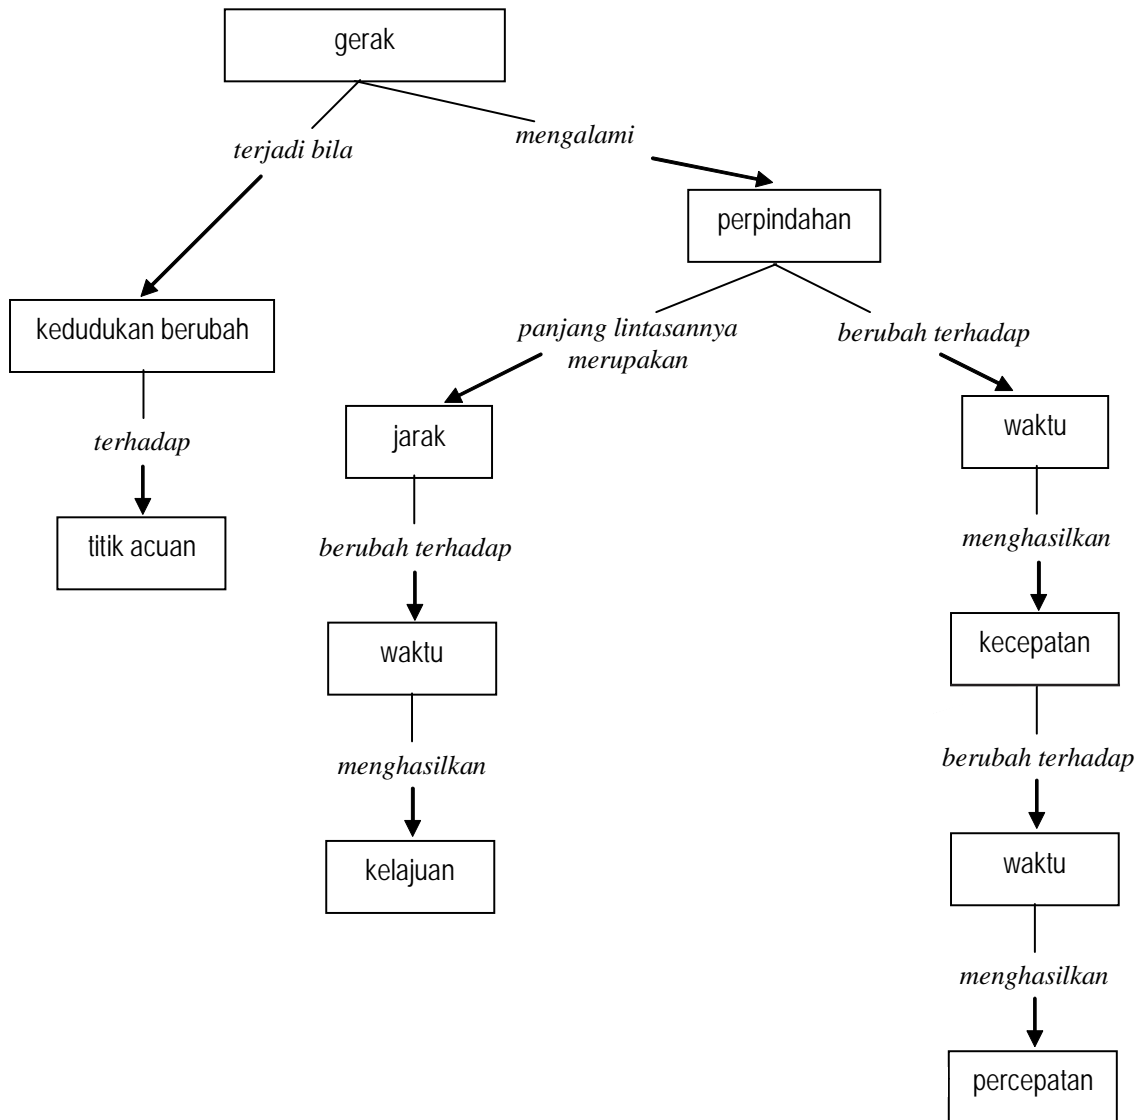 gerak
mengalami
terjadi bila
perpindahan
kedudukan berubah
panjang lintasannya
merupakan
berubah terhadap
jarak
waktu
terhadap
titik acuan
berubah terhadap
menghasilkan
waktu
kecepatan
menghasilkan
berubah terhadap
kelajuan
waktu
menghasilkan
percepatan